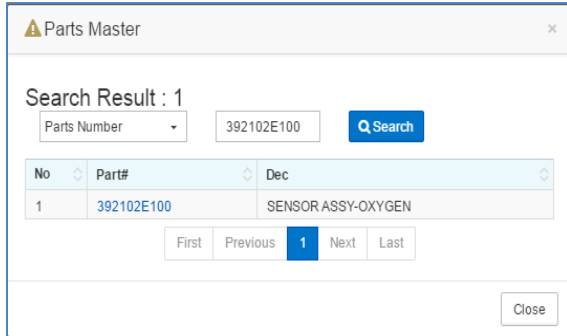 Parts Master ×
Search Result : 1
Parts Number 392102E100 Search
No Part# Dec
1 392102E100 SENSOR ASSY-OXYGEN
First Previous 1 Next Last
Close